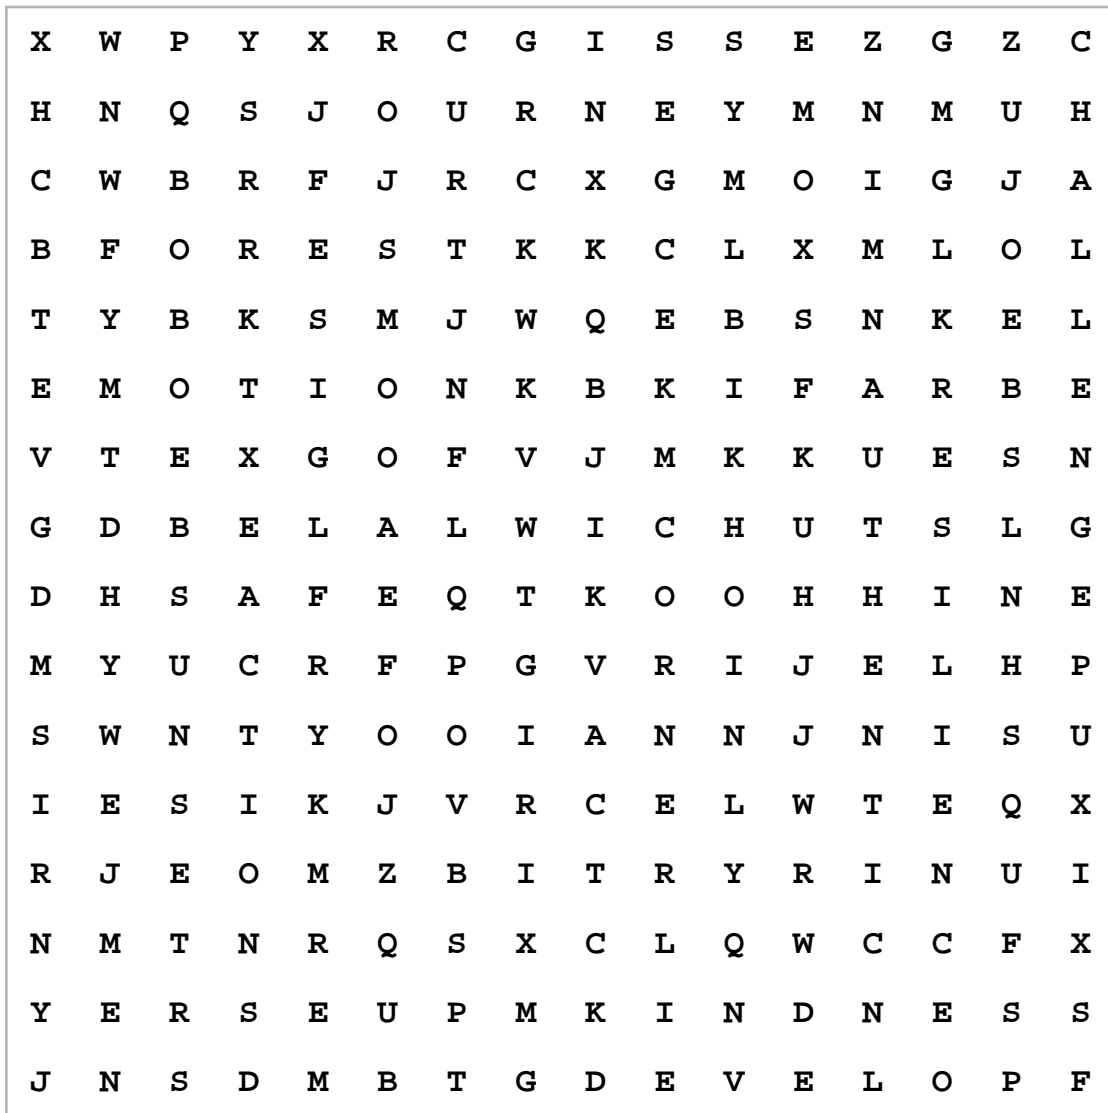 X W P Y X R C G I S S E Z G Z C
H N Q S J O U R N E Y M N M U H
C W B R F J R C X G M O I G J A
B F O R E S T K K C L X M L O L
T Y B K S M J W Q E B S N K E L
E M O T I O N K B K I F A R B E
V T E X G O F V J M K K U E S N
G D B E L A L W I C H U T S L G
D H S A F E Q T K O O H H I N E
M Y U C R F P G V R I J E L H P
S W N T Y O O I A N N J N I S U
I E S I K J V R C E L W T E Q X
R J E O M Z B I T R Y R I N U I
N M T N R Q S X C L Q W C C F X
Y E R S E U P M K I N D N E S S
J N S D M B T G D E V E L O P F